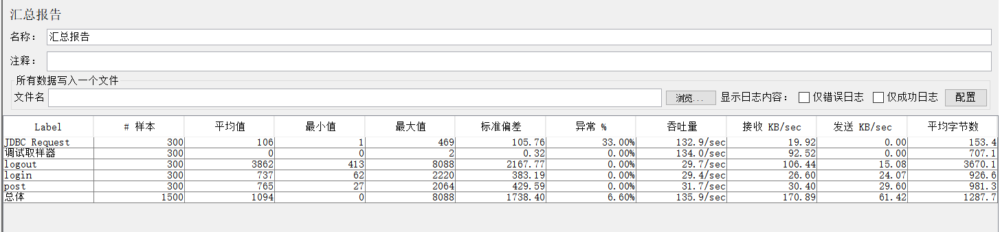 汇总报告
名称： 汇总报告
注释：
所有数据写入一个文件
文件名 浏览... 显示日志内容： 仅错误日志 仅成功日志 配置
Label # 样本 平均值 最小值 最大值 标准偏差 异常 % 吞吐量 接收 KB/sec 发送 KB/sec 平均字节数
JDBC Request 300 106 1 469 105.76 33.00% 132.9/sec 19.92 0.00 153.4
调试取样器 300 0 0 2 0.32 0.00% 134.0/sec 92.52 0.00 707.1
logout 300 3862 413 8088 2167.77 0.00% 29.7/sec 106.44 15.08 3670.1
login 300 737 62 2220 383.19 0.00% 29.4/sec 26.60 24.07 926.6
post 300 765 27 2064 429.59 0.00% 31.7/sec 30.40 29.60 981.3
总体 1500 1094 0 8088 1738.40 6.60% 135.9/sec 170.89 61.42 1287.7